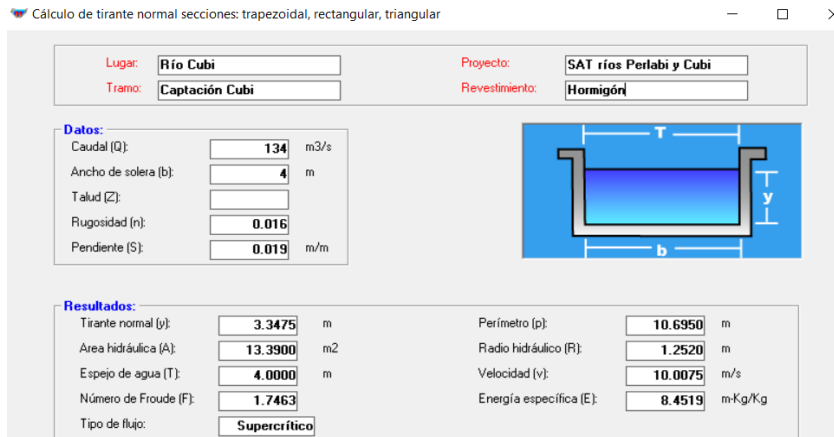 Cálculo de tirante normal secciones: trapezoidal, rectangular, triangular
Lugar: Río Cubi Proyecto: SAT ríos Perlabi y Cubi
Tramo: Captación Cubi Revestimiento: Hormigón
Datos:
Caudal (Q): 134 m3/s
Ancho de solera (b): 4 m
Talud (Z):
Rugosidad (n): 0.016
Pendiente (S): 0.019 m/m
T
y
b
Resultados:
Tirante normal (y): 3.3475 m Perímetro (p): 10.6950 m
Area hidráulica (A): 13.3900 m2 Radio hidráulico (R): 1.2520 m
Espejo de agua (T): 4.0000 m Velocidad (v): 10.0075 m/s
Número de Froude (F): 1.7463 Energía específica (E): 8.4519 m-Kg/Kg
Tipo de flujo: Supercrítico